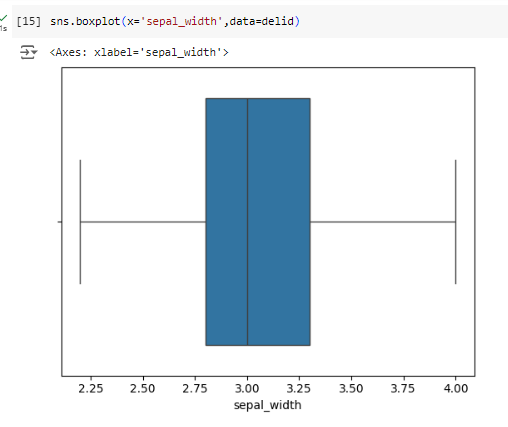 [15] sns.boxplot(x='sepal_width',data=delid)
1s
<Axes: xlabel='sepal_width'>
2.25 2.50 2.75 3.00 3.25 3.50 3.75 4.00
sepal_width